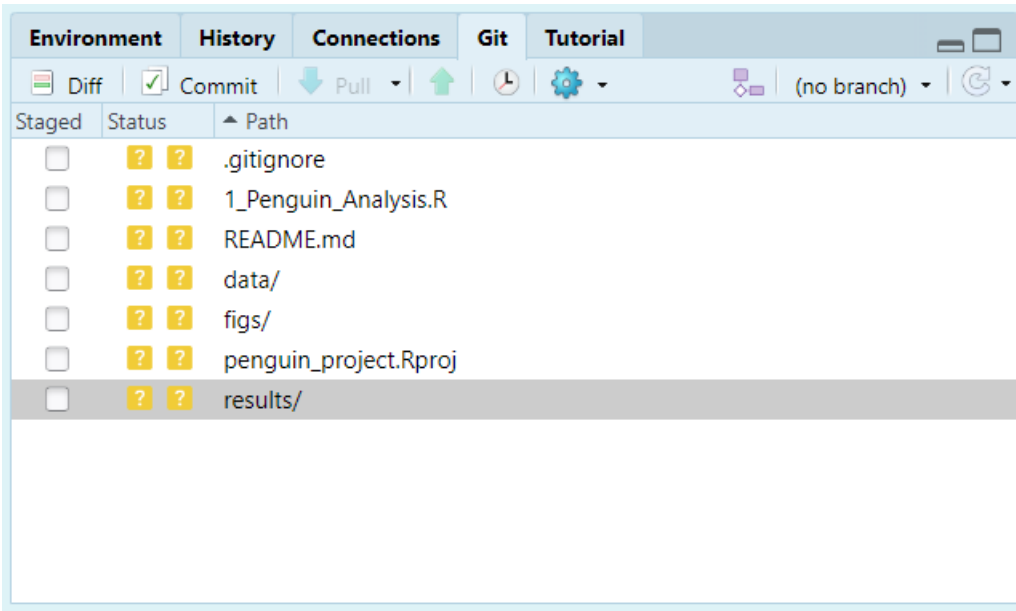 Environment History Connections Git Tutorial
Diff Commit Pull (no branch)
Staged Status Path
? ? .gitignore
? ? 1_Penguin_Analysis.R
? ? README.md
? ? data/
? ? figs/
? ? penguin_project.Rproj
? ? results/